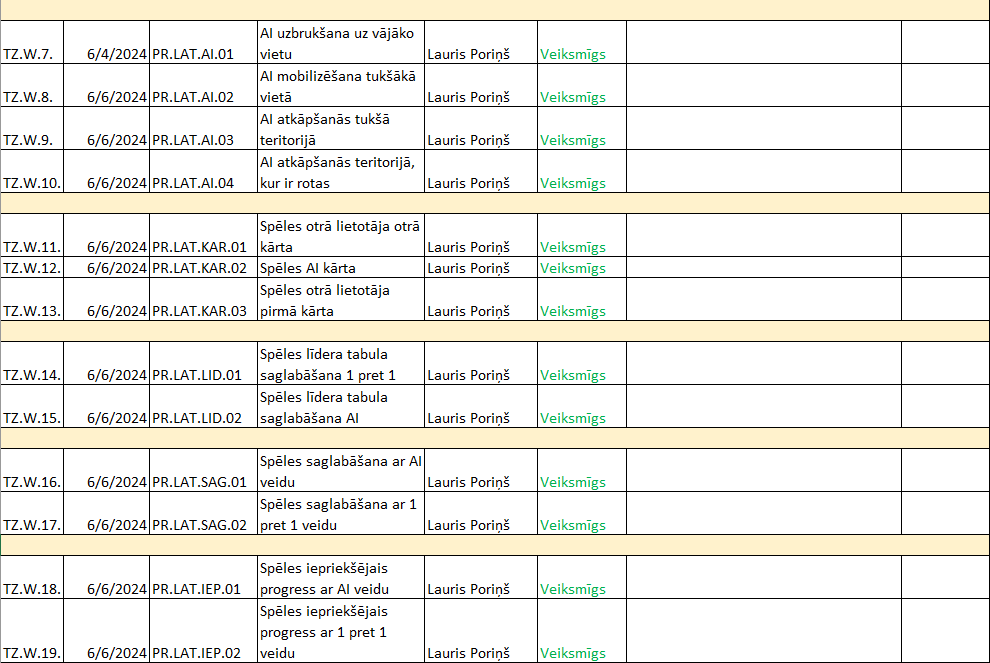 AI uzbrukšana uz vājāko
TZ.W.7. 6/4/2024 PR.LAT.AI.01 vietu Lauris Poriņš Veiksmīgs
AI mobilizēšana tukšākā
TZ.W.8. 6/6/2024 PR.LAT.AI.02 vietā Lauris Poriņš Veiksmīgs
AI atkāpšanās tukšā
TZ.W.9. 6/6/2024 PR.LAT.AI.03 teritorijā Lauris Poriņš Veiksmīgs
AI atkāpšanās teritorijā,
TZ.W.10. 6/6/2024 PR.LAT.AI.04 kur ir rotas Lauris Poriņš Veiksmīgs
Spēles otrā lietotāja otrā
TZ.W.11. 6/6/2024 PR.LAT.KAR.01 kārta Lauris Poriņš Veiksmīgs
TZ.W.12. 6/6/2024 PR.LAT.KAR.02 Spēles AI kārta Lauris Poriņš Veiksmīgs
Spēles otrā lietotāja
TZ.W.13. 6/6/2024 PR.LAT.KAR.03 pirmā kārta Lauris Poriņš Veiksmīgs
Spēles līdera tabula
TZ.W.14. 6/6/2024 PR.LAT.LID.01 saglabāšana 1 pret 1 Lauris Poriņš Veiksmīgs
Spēles līdera tabula
TZ.W.15. 6/6/2024 PR.LAT.LID.02 saglabāšana AI Lauris Poriņš Veiksmīgs
Spēles saglabāšana ar AI
TZ.W.16. 6/6/2024 PR.LAT.SAG.01 veidu Lauris Poriņš Veiksmīgs
Spēles saglabāšana ar 1
TZ.W.17. 6/6/2024 PR.LAT.SAG.02 pret 1 veidu Lauris Poriņš Veiksmīgs
Spēles iepriekšējais
TZ.W.18. 6/6/2024 PR.LAT.IEP.01 progress ar AI veidu Lauris Poriņš Veiksmīgs
Spēles iepriekšējais
progress ar 1 pret 1
TZ.W.19. 6/6/2024 PR.LAT.IEP.02 veidu Lauris Poriņš Veiksmīgs